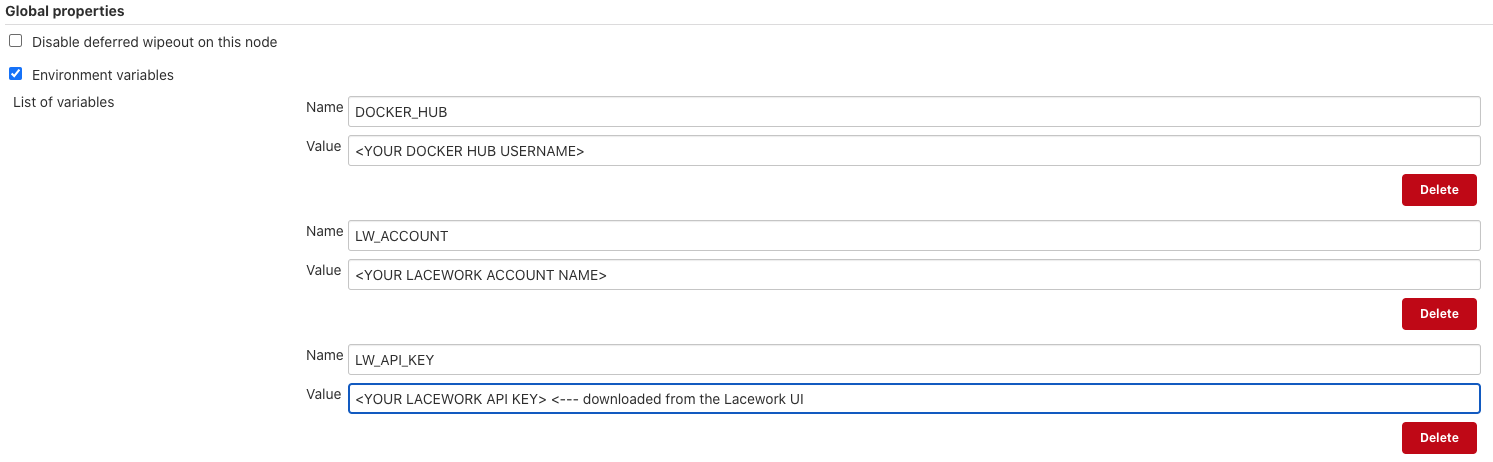 Global properties
Disable deferred wipeout on this node
Environment variables
List of variables
Name DOCKER_HUB
Value <YOUR DOCKER HUB USERNAME>
Delete
Name LW_ACCOUNT
Value <YOUR LACEWORK ACCOUNT NAME>
Delete
Name LW_API_KEY
Value <YOUR LACEWORK API KEY> <--- downloaded from the Lacework UI
Delete